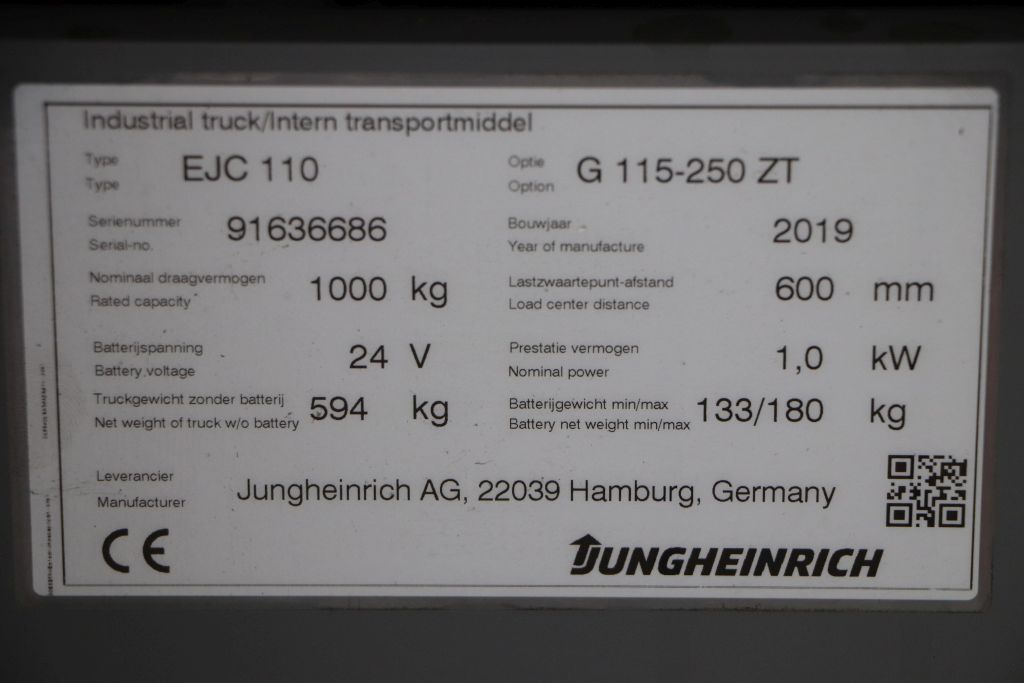 Industrial truck/Intern transportmiddel
Type EJC 110 Optie G 115-250 ZT
Type Option
Serienummer 91636686 Bouwjaar 2019
Serial-no. Year of manufacture
Nominaal draagvermogen 1000 kg Lastzwaartepunt-afstand 600 mm
Rated capacity Load center distance
Batterijspanning 24 V Prestatie vermogen 1,0 kW
Battery voltage Nominal power
Truckgewicht zonder batterij 594 kg Batterijgewicht min/max 133/180 kg
Net weight of truck w/o battery Battery net weight min/max
Leverancier Jungheinrich AG, 22039 Hamburg, Germany
Manufacturer
CE JUNGHEINRICH